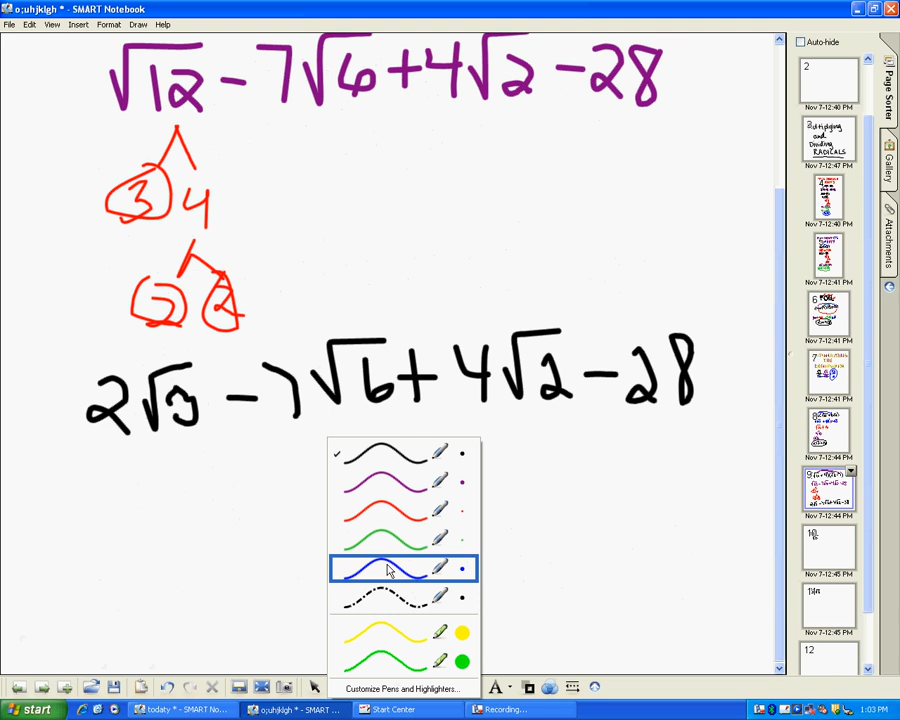 o;uhjklgh * - SMART Notebook
File Edit View Insert Format Draw Help
√12 - 7√6 + 4√2 - 28
3 4
2 2
2√3 - 7√6 + 4√2 - 28
Customize Pens and Highlighters...
Auto-hide
2
Nov 7-12:40 PM
3 Multiplying
and
Dividing
RADICALS
Nov 7-12:47 PM
4
Nov 7-12:40 PM
Nov 7-12:41 PM
6 FOIL
Nov 7-12:41 PM
7
Nov 7-12:41 PM
8
Nov 7-12:44 PM
9
Nov 7-12:44 PM
Nov 7-12:45 PM
Nov 7-12:45 PM
12
Page Sorter
Gallery
Attachments
A
start
todaty * - SMART No...
o;uhjklgh * - SMART ...
Start Center
Recording...
1:03 PM